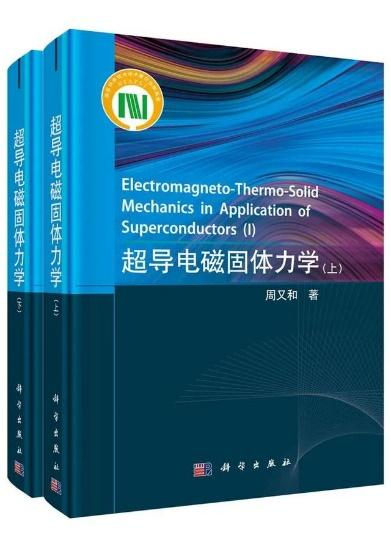 Electromagneto-Thermo-Solid
Mechanics in Application of
Superconductors (I)
超导电磁固体力学(上)
周又和 著
科学出版社
超导电磁固体力学
(上)
科学出版社
超导电磁固体力学
(下)
科学出版社